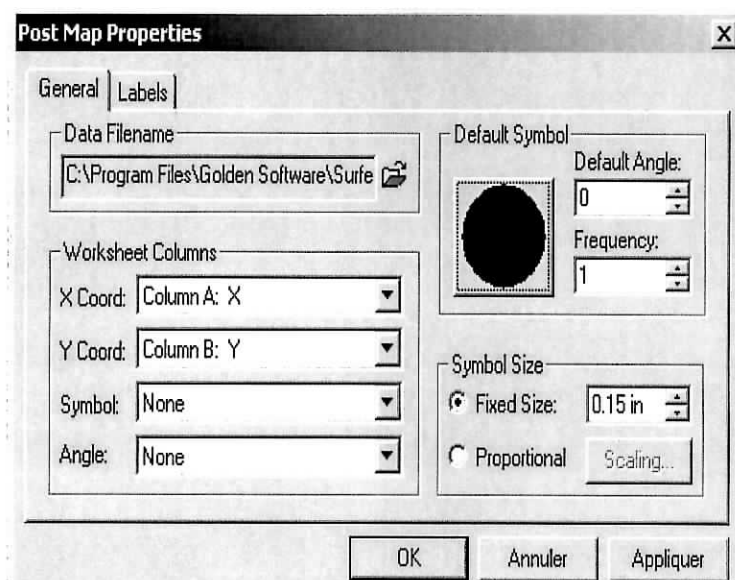 Post Map Properties
General
Labels
Data Filename
C:\Program Files\Golden Software\Surfe
Worksheet Columns
X Coord: Column A: X
Y Coord: Column B: Y
Symbol: None
Angle: None
Default Symbol
Default Angle:
0
Frequency:
1
Symbol Size
Fixed Size: 0.15 in
Proportional Scaling...
OK
Annuler
Appliquer